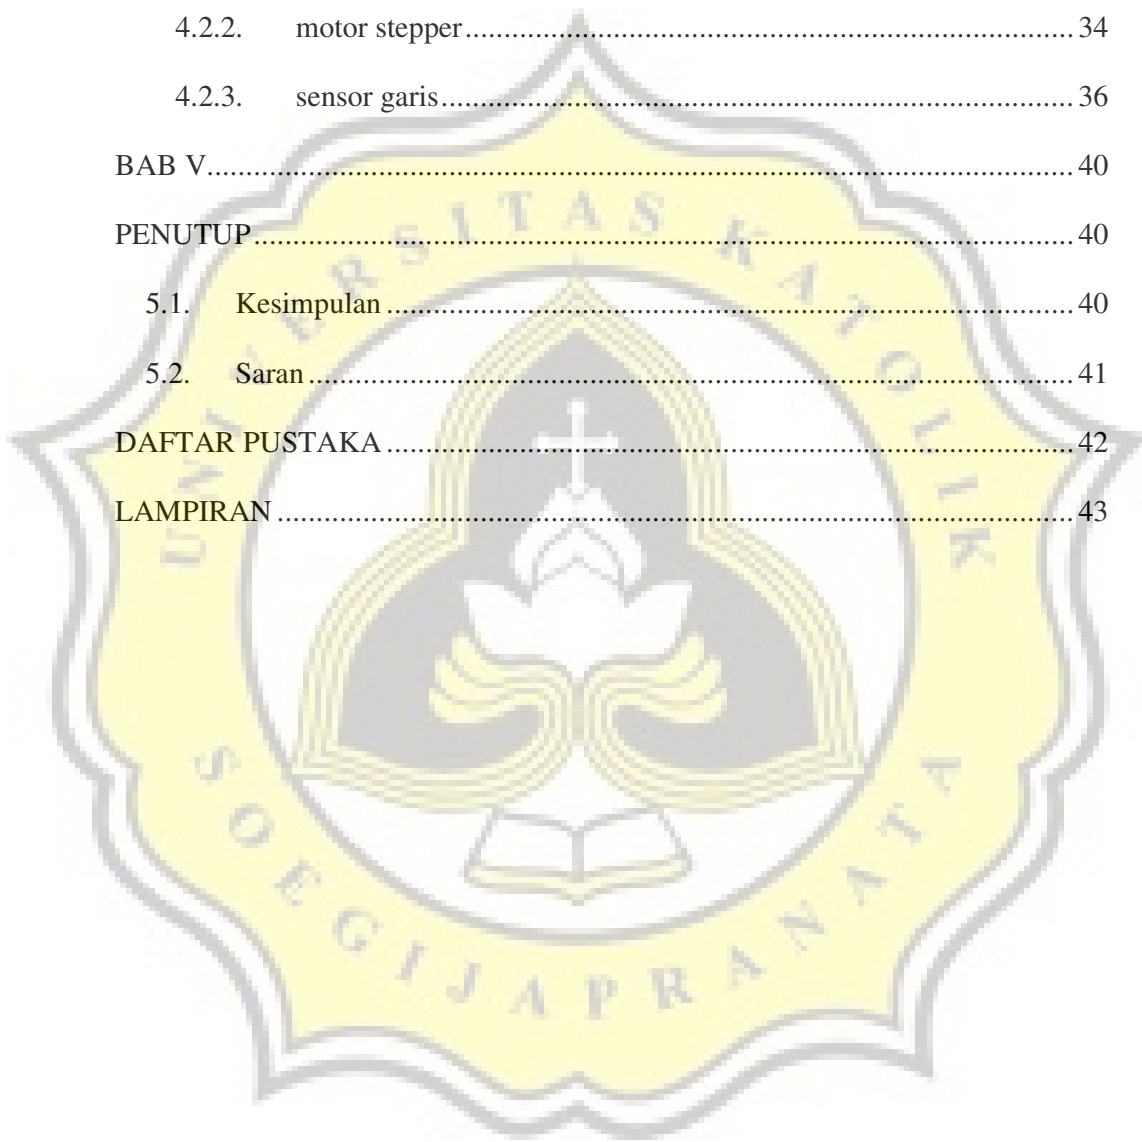 4.2.2. motor stepper.......................................................................... 34
4.2.3. sensor garis............................................................................. 36
BAB V............................................................................................................. 40
PENUTUP....................................................................................................... 40
5.1. Kesimpulan ........................................................................................ 40
5.2. Saran .................................................................................................. 41
DAFTAR PUSTAKA ...................................................................................... 42
LAMPIRAN .................................................................................................... 43
UNIVERSITAS KATOLIK
SOEGIJAPRANATA